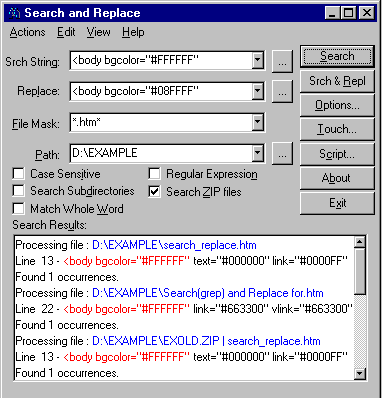 Search and Replace
Actions Edit View Help
Srch String: <body bgcolor="#FFFFFF" ... Search
Replace: <body bgcolor="#08FFFF" ... Srch & Repl
File Mask: *.htm* Options...
Path: D:\EXAMPLE ... Touch...
Case Sensitive Regular Expression Script...
Search Subdirectories Search ZIP files About
Match Whole Word Exit
Search Results:
Processing file : D:\EXAMPLE\search_replace.htm
Line 13 - <body bgcolor="#FFFFFF" text="#000000" link="#0000FF"
Found 1 occurrences.
Processing file : D:\EXAMPLE\Search(grep) and Replace for.htm
Line 22 - <body bgcolor="#FFFFFF" link="#663300" vlink="#663300"
Found 1 occurrences.
Processing file : D:\EXAMPLE\EXOLD.ZIP | search_replace.htm
Line 13 - <body bgcolor="#FFFFFF" text="#000000" link="#0000FF"
Found 1 occurrences.